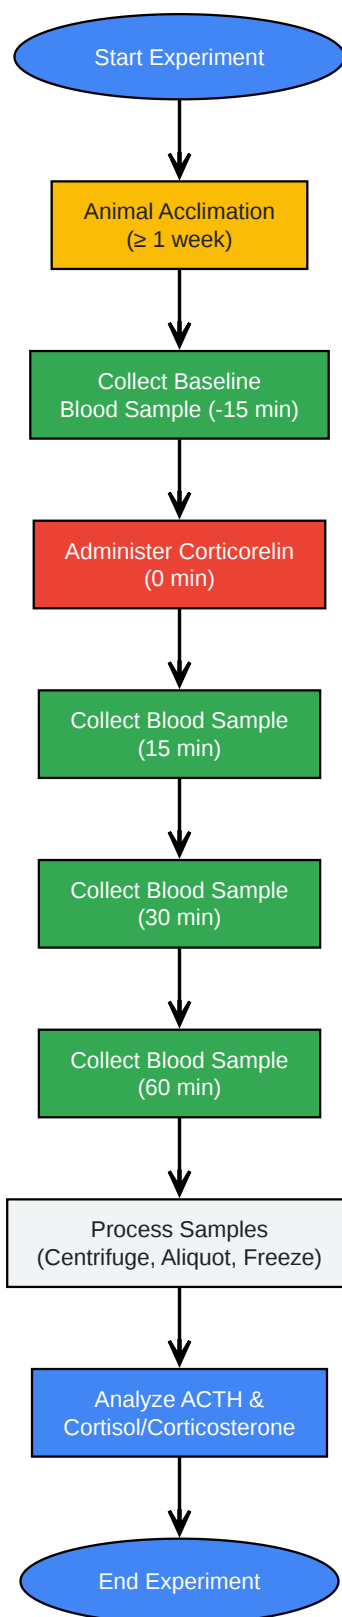 Start Experiment
Animal Acclimation
(≥ 1 week)
Collect Baseline
Blood Sample (-15 min)
Administer Corticorelin
(0 min)
Collect Blood Sample
(15 min)
Collect Blood Sample
(30 min)
Collect Blood Sample
(60 min)
Process Samples
(Centrifuge, Aliquot, Freeze)
Analyze ACTH &
Cortisol/Corticosterone
End Experiment